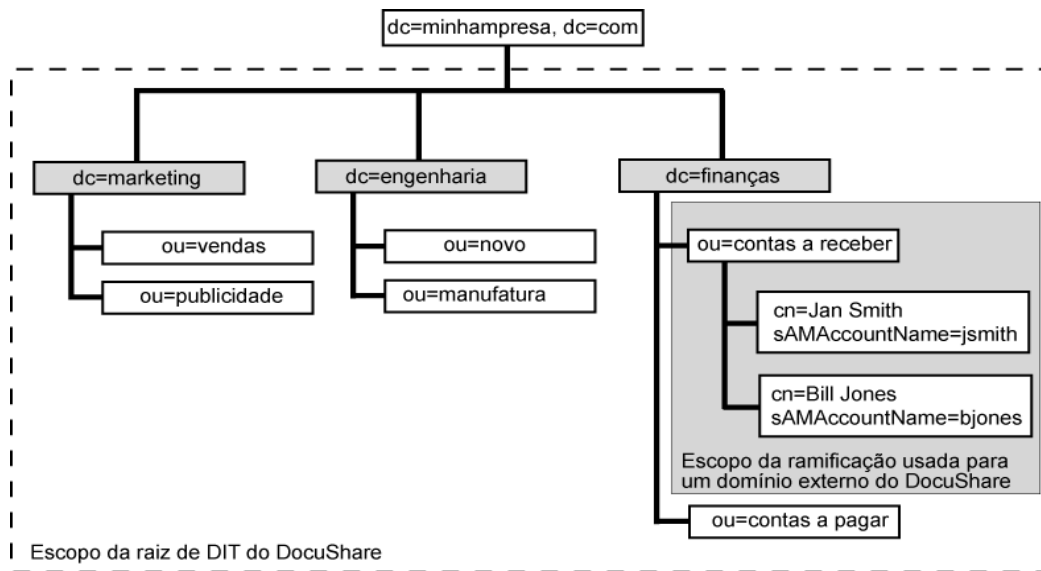 dc=minhampresa, dc=com
dc=marketing
dc=engenharia
dc=finanças
ou=vendas
ou=publicidade
ou=novo
ou=manufatura
ou=contas a receber
cn=Jan Smith
sAMAccountName=jsmith
cn=Bill Jones
sAMAccountName=bjones
Escopo da ramificação usada para
um domínio externo do DocuShare
ou=contas a pagar
Escopo da raiz de DIT do DocuShare